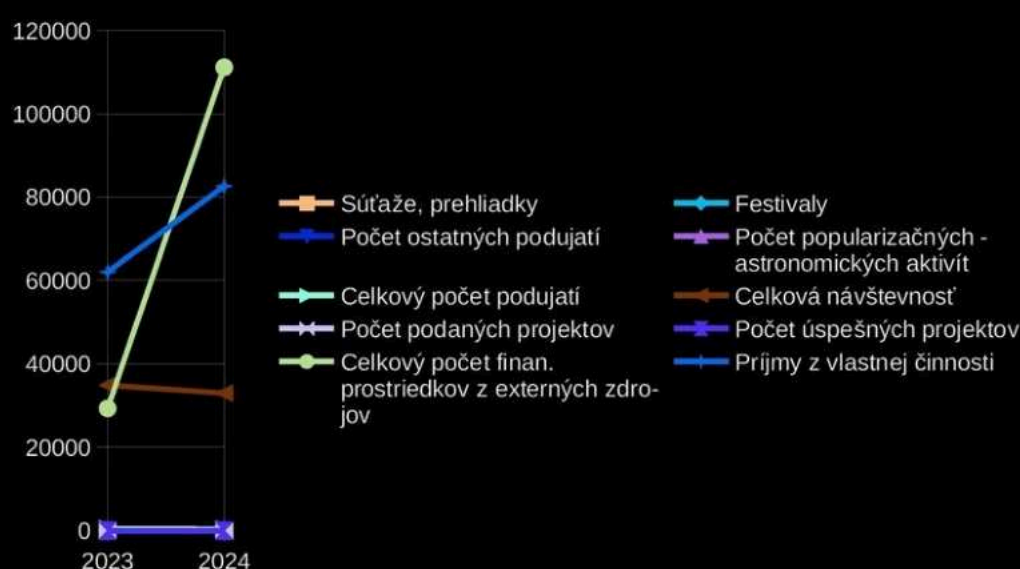 120000
100000
80000
60000
40000
20000
0
2023 2024
Súťaže, prehliadky
Festivaly
Počet ostatných podujatí
Počet popularizačných -
astronomických aktivít
Celkový počet podujatí
Celková návštevnosť
Počet podaných projektov
Počet úspešných projektov
Celkový počet finan.
prostriedkov z externých zdro-
jov
Príjmy z vlastnej činnosti